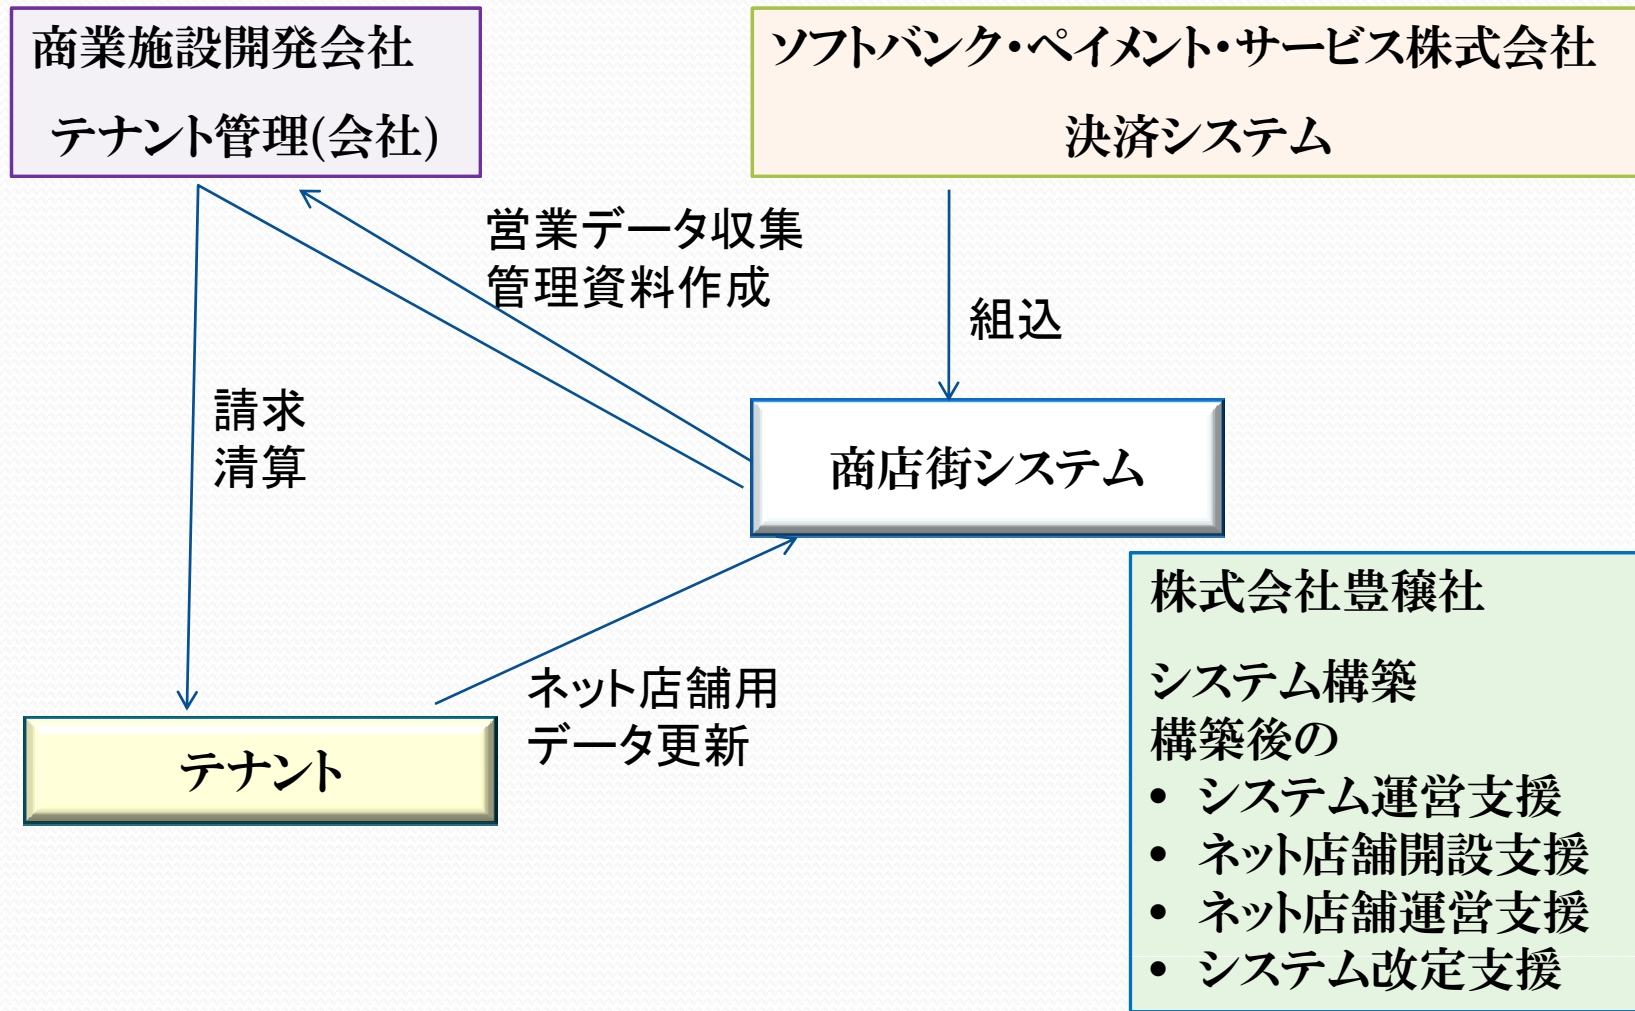 商業施設開発会社
テナント管理(会社)
ソフトバンク・ペイメント・サービス株式会社
決済システム
営業データ収集
管理資料作成
組込
請求
清算
商店街システム
ネット店舗用
データ更新
テナント
株式会社豊穣社
システム構築
構築後の
• システム運営支援
• ネット店舗開設支援
• ネット店舗運営支援
• システム改定支援